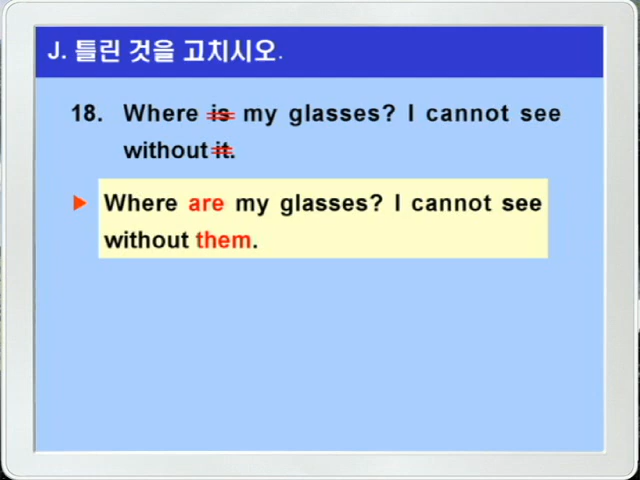 J. 틀린 것을 고치시오.
18. Where is my glasses? I cannot see
without it.
▶ Where are my glasses? I cannot see
without them.